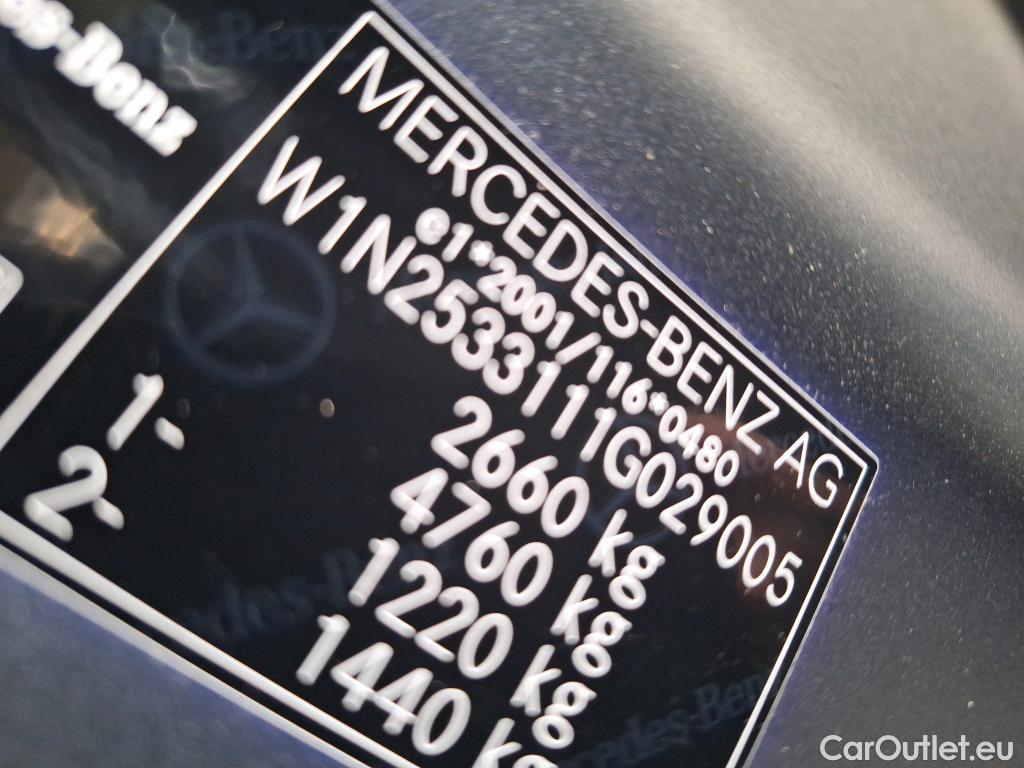 MERCEDES-BENZ AG
e1*2001/116*0480
W1N2533111G029005
2660 kg
4760 kg
1- 1220 kg
2- 1440 kg
CarOutlet.eu